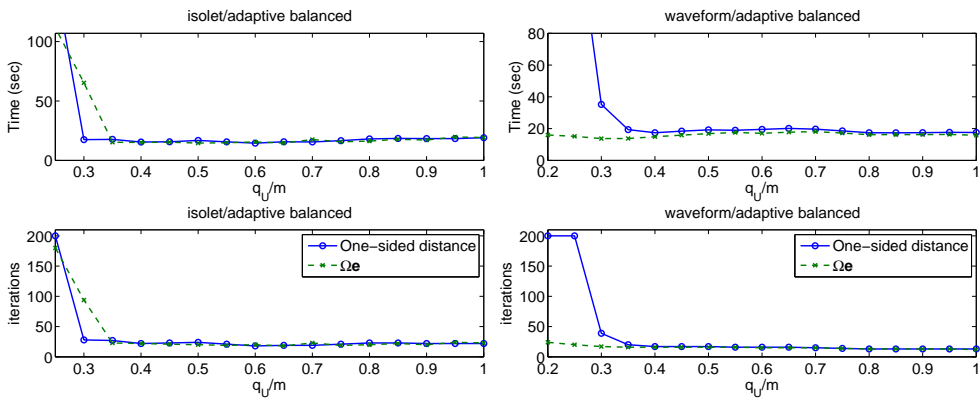 isolet/adaptive balanced
Time (sec)
100
50
0
0.3 0.4 0.5 0.6 0.7 0.8 0.9 1
q_U/m
waveform/adaptive balanced
Time (sec)
80
60
40
20
0
0.2 0.3 0.4 0.5 0.6 0.7 0.8 0.9 1
q_U/m
isolet/adaptive balanced
iterations
200
150
100
50
0
One-sided distance
Ωe
0.3 0.4 0.5 0.6 0.7 0.8 0.9 1
q_U/m
waveform/adaptive balanced
iterations
200
150
100
50
0
One-sided distance
Ωe
0.2 0.3 0.4 0.5 0.6 0.7 0.8 0.9 1
q_U/m